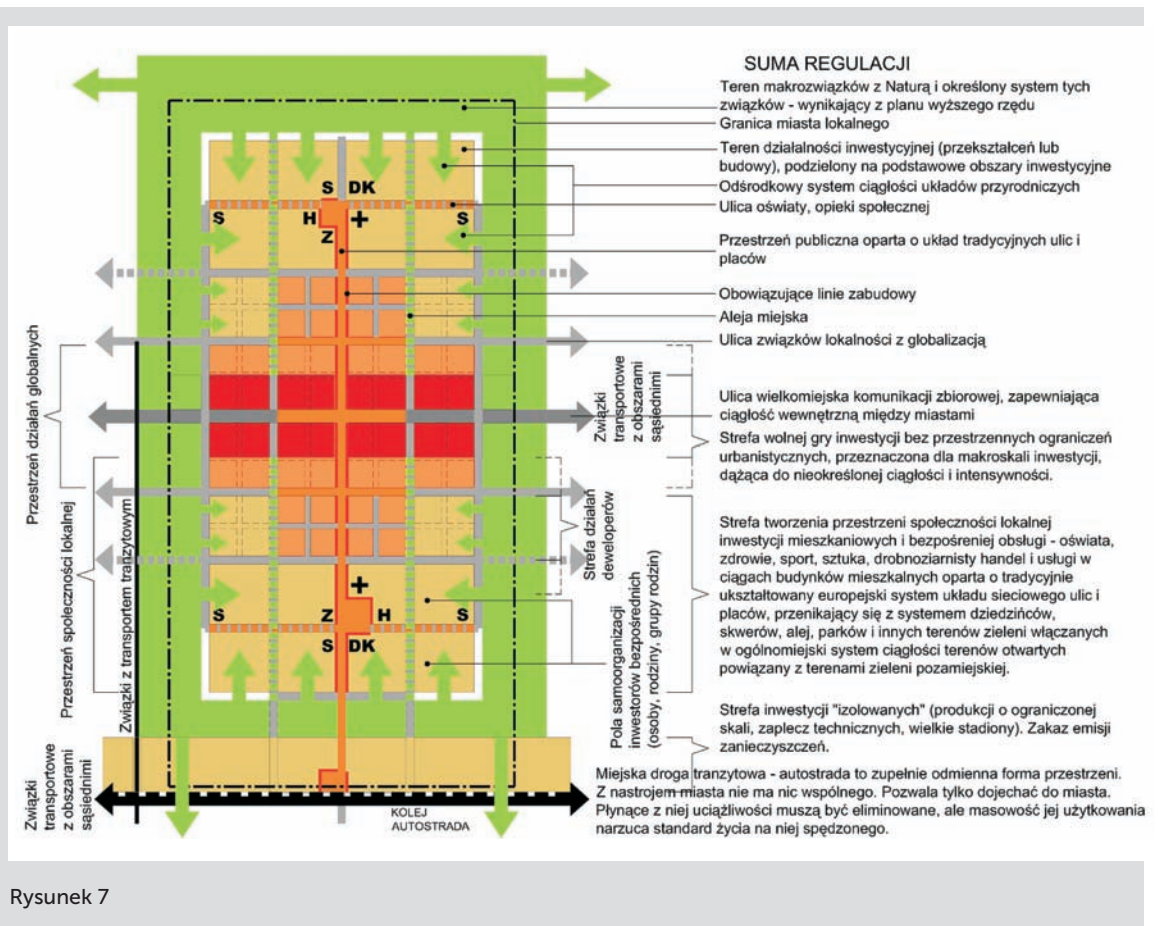 SUMA REGULACJI
Teren makrozwiązków z Naturą i określony system tych
związków - wynikający z planu wyższego rzędu
Granica miasta lokalnego
Teren działalności inwestycyjnej (przekształceń lub
budowy), podzielony na podstawowe obszary inwestycyjne
Odśrodkowy system ciągłości układów przyrodniczych
Ulica oświaty, opieki społecznej
Przestrzeń publiczna oparta o układ tradycyjnych ulic i
placów
Obowiązujące linie zabudowy
Aleja miejska
Ulica związków lokalności z globalizacją
Ulica wielkomiejska komunikacji zbiorowej, zapewniająca
ciągłość wewnętrzną między miastami
Strefa wolnej gry inwestycji bez przestrzennych ograniczeń
urbanistycznych, przeznaczona dla makroskali inwestycji,
dążąca do nieokreślonej ciągłości i intensywności.
Strefa tworzenia przestrzeni społeczności lokalnej
inwestycji mieszkaniowych i bezpośreniej obsługi - oświata,
zdrowie, sport, sztuka, drobnoziarnisty handel i usługi w
ciągach budynków mieszkalnych oparta o tradycyjnie
ukształtowany europejski system układu sieciowego ulic i
placów, przenikający się z systemem dziedzińców,
skwerów, alej, parków i innych terenów zieleni włączanych
w ogólnomiejski system ciągłości terenów otwartych
powiązany z terenami zieleni pozamiejskiej.
Strefa inwestycji "izolowanych" (produkcji o ograniczonej
skali, zaplecz technicznych, wielkie stadiony). Zakaz emisji
zanieczyszczeń.
Miejska droga tranzytowa - autostrada to zupełnie odmienna forma przestrzeni.
Z nastrojem miasta nie ma nic wspólnego. Pozwala tylko dojechać do miasta.
Płynące z niej uciążliwości muszą być eliminowane, ale masowość jej użytkowania
narzuca standard życia na niej spędzonego.
S DK
S H + S
Z
+
S Z H S
S DK
Przestrzeń działań globalnych
Przestrzeń społeczności lokalnej
Związki z transportem tranzytowym
Związki
transportowe
z obszarami
sąsiednimi
Związki
transportowe
z obszarami
sąsiednimi
Strefa działań
deweloperów
Pola samoorganizacji
inwestorów bezpośrednich
(osoby, rodziny, grupy rodzin)
KOLEJ
AUTOSTRADA
Rysunek 7